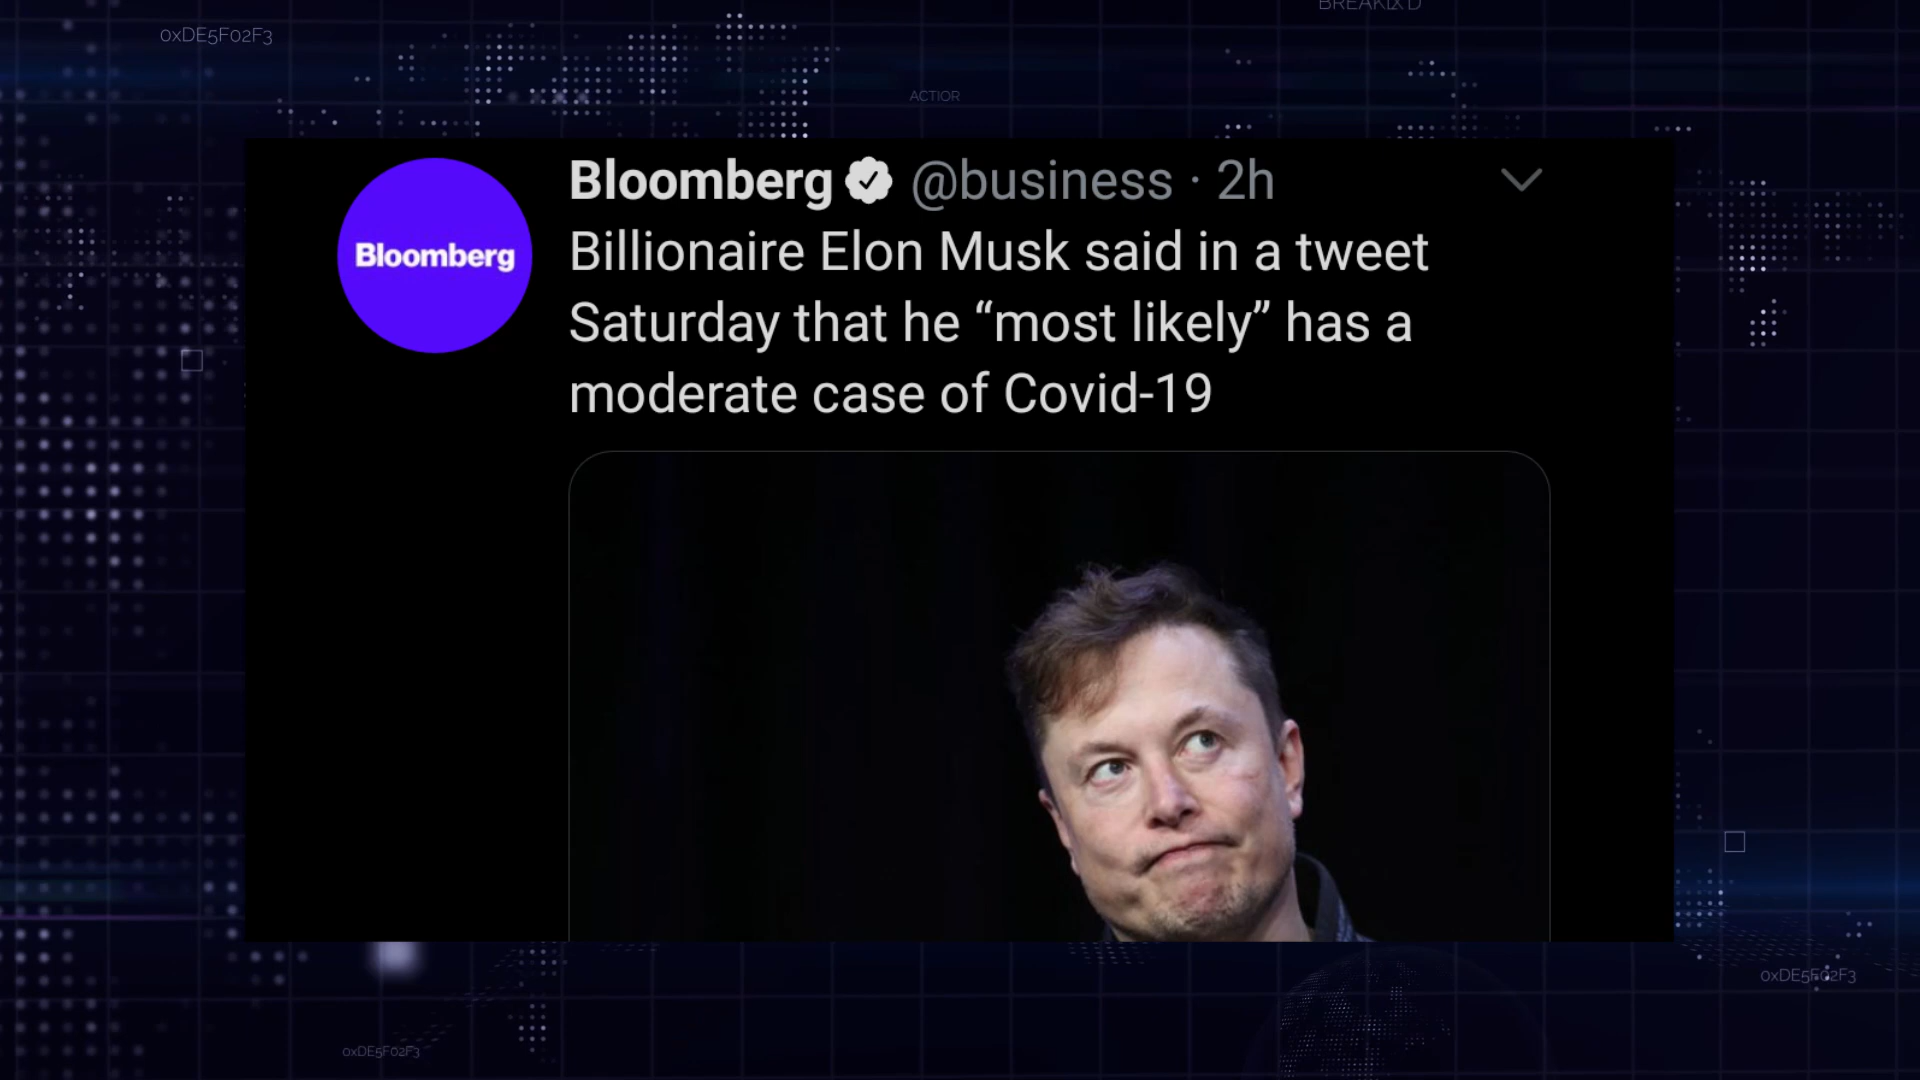 0xDE5F02F3
ACTIOR
Bloomberg @business · 2h
Bloomberg
Billionaire Elon Musk said in a tweet
Saturday that he “most likely” has a
moderate case of Covid-19
0xDE5F02F3
0xDE5F02F3